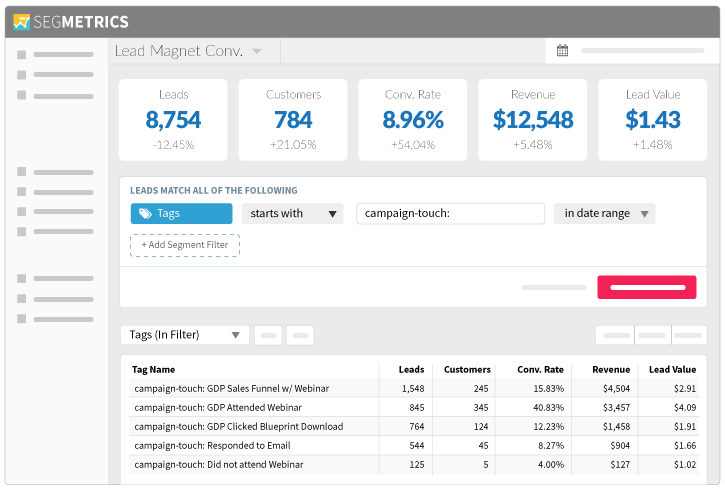 SEGMETRICS
Lead Magnet Conv.
Leads Customers Conv. Rate Revenue Lead Value
8,754 784 8.96% $12,548 $1.43
-12.45% +21.05% +54.04% +5.48% +1.48%
LEADS MATCH ALL OF THE FOLLOWING
Tags starts with campaign-touch: in date range
+ Add Segment Filter
Tags (In Filter)
Tag Name Leads Customers Conv. Rate Revenue Lead Value
campaign-touch: GDP Sales Funnel w/ Webinar 1,548 245 15.83% $4,504 $2.91
campaign-touch: GDP Attended Webinar 845 345 40.83% $3,457 $4.09
campaign-touch: GDP Clicked Blueprint Download 764 124 12.23% $1,458 $1.91
campaign-touch: Responded to Email 544 45 8.27% $904 $1.66
campaign-touch: Did not attend Webinar 125 5 4.00% $127 $1.02